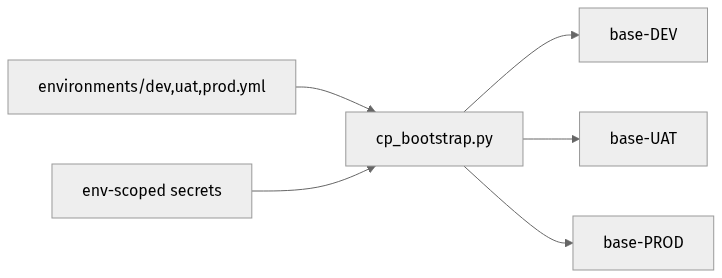 environments/dev,uat,prod.yml
env-scoped secrets
cp_bootstrap.py
base-DEV
base-UAT
base-PROD